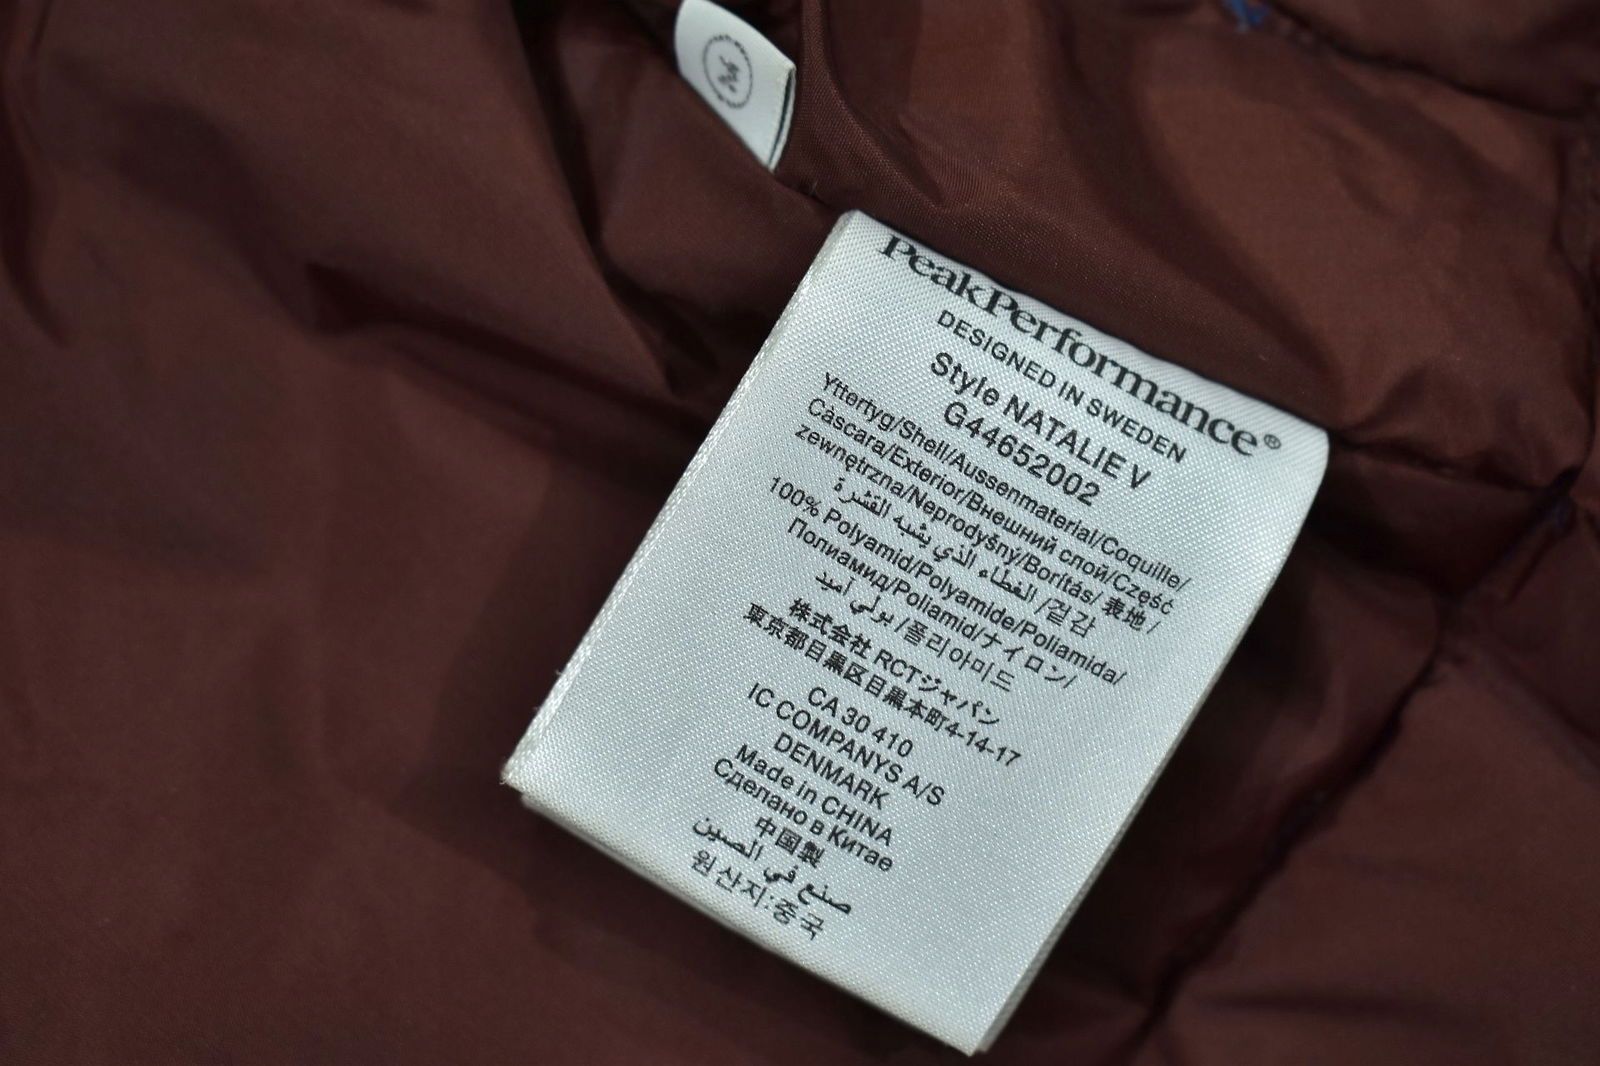 PeakPerformance®
DESIGNED IN SWEDEN
Style NATALIE V
G44652002
Yttertyg/Shell/Aussenmaterial/Coquille/
Càscara/Exterior/Внешний слой/Część
zewnętrzna/Neprodyšný/Borítás/ 表地 /
الغطاء الذي يشبه القشرة /겉감
100% Polyamid/Polyamide/Poliamida/
Полиамид/Poliamid/ナイロン/
بولي أميد /폴리아미드
株式会社 RCTジャパン
東京都目黒区目黒本町4-14-17
CA 30 410
IC COMPANYS A/S
DENMARK
Made in CHINA
Сделано в Китае
中国製
صنع في الصين
원산지:중국